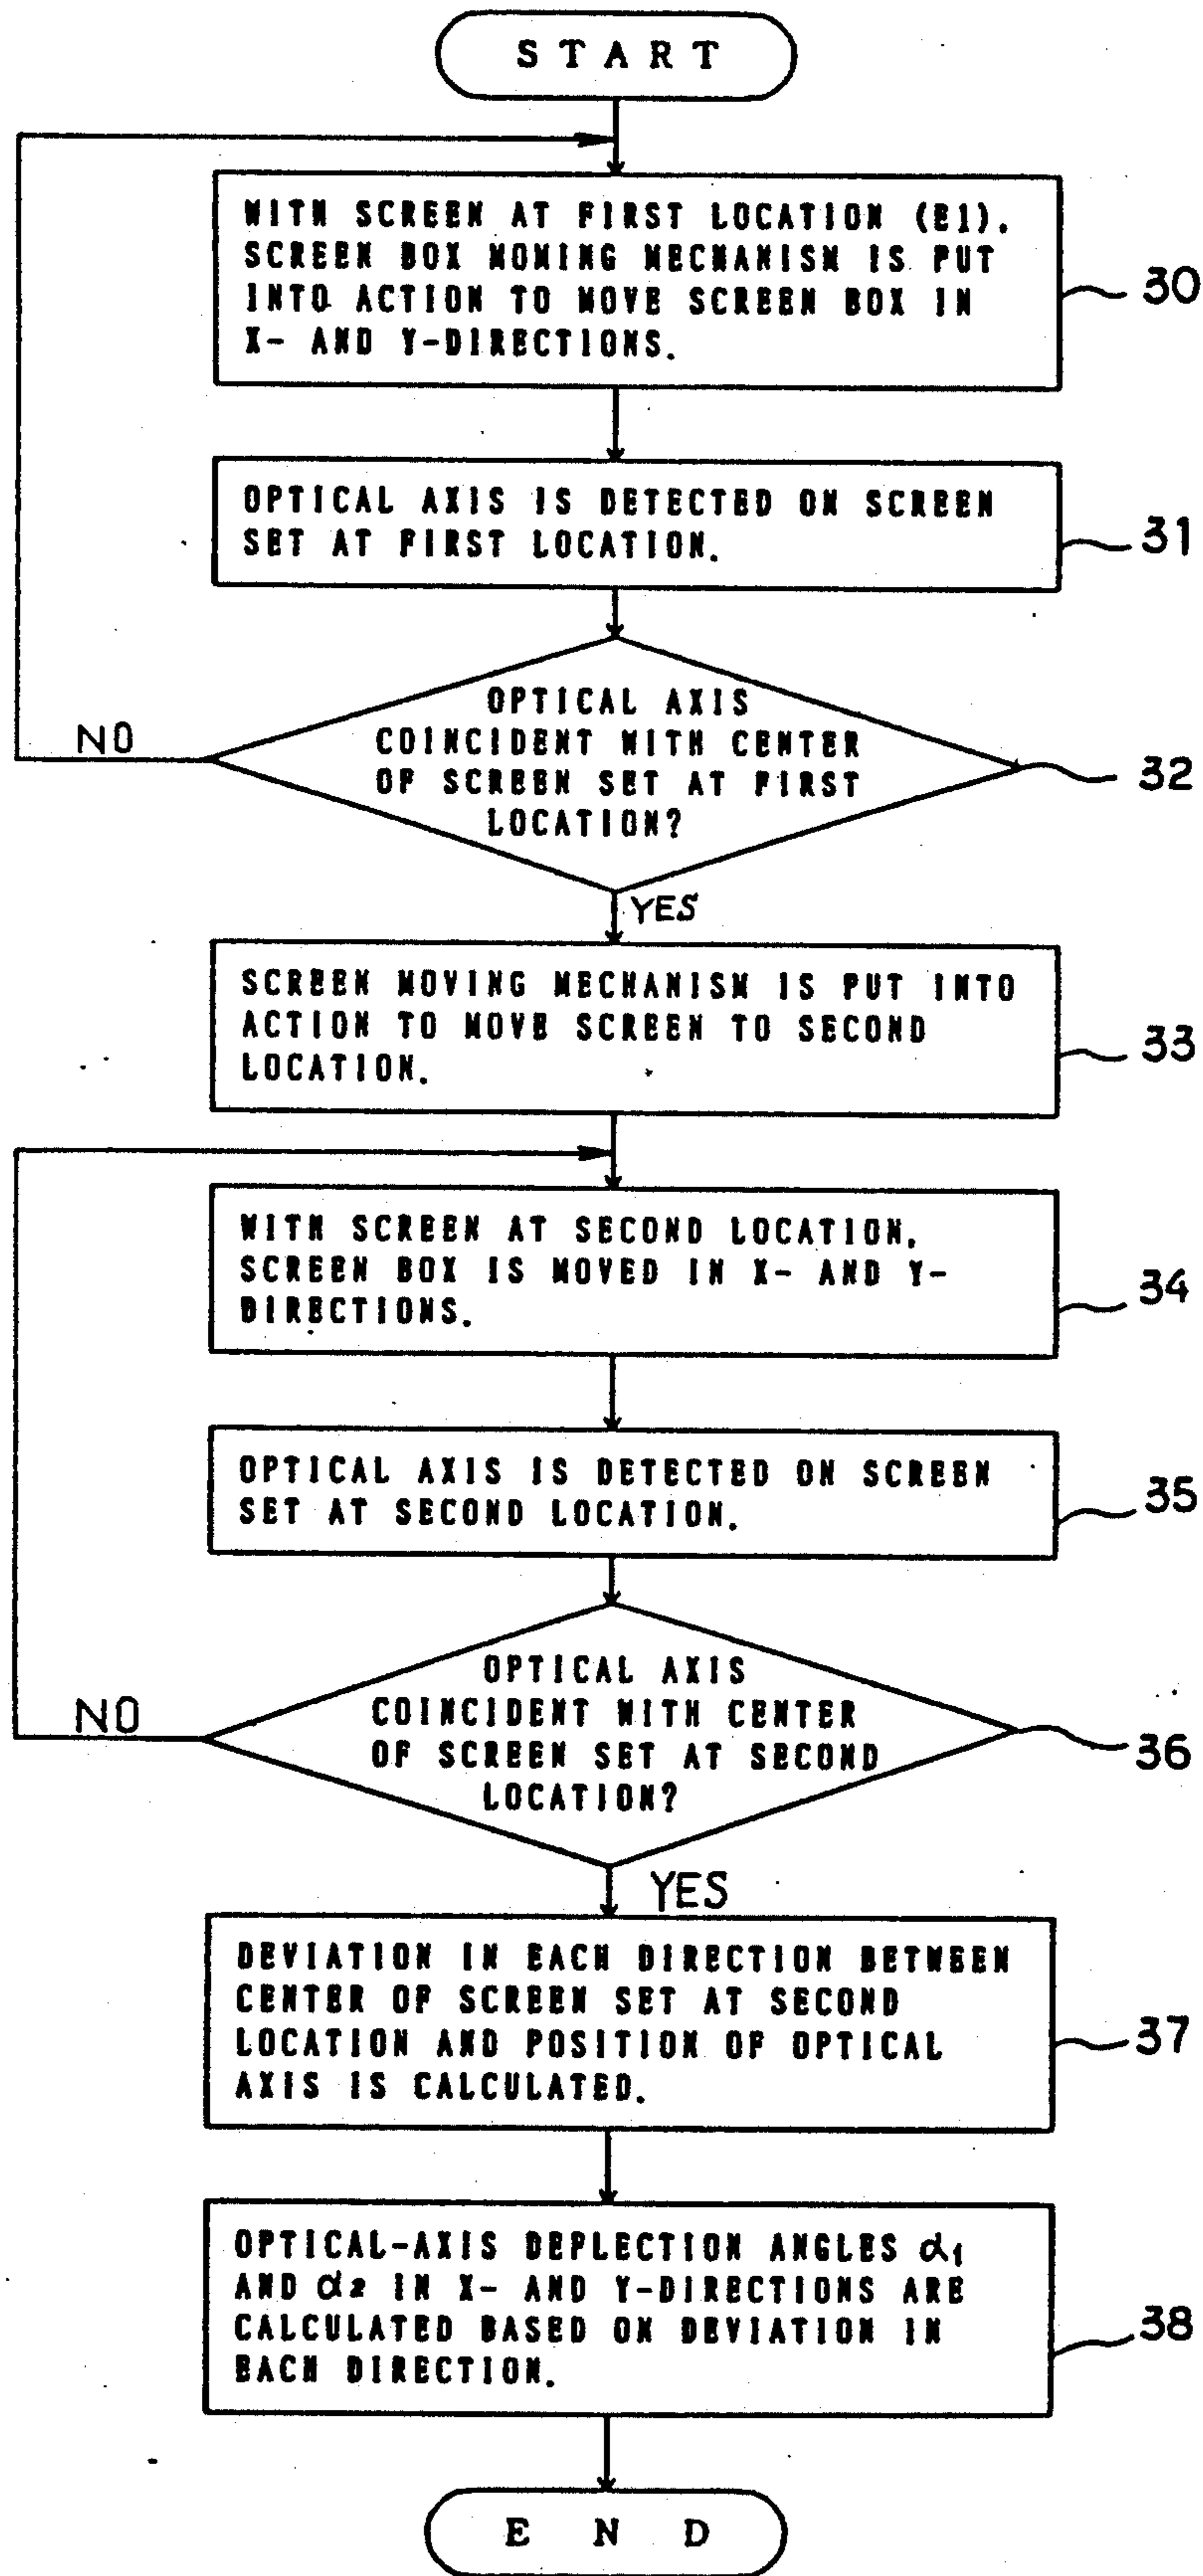 START
WITH SCREEN AT FIRST LOCATION (E1).
SCREEN BOX MOMING MECHANISM IS PUT
INTO ACTION TO MOVE SCREEN BOX IN
X- AND Y-DIRECTIONS.
30
OPTICAL AXIS IS DETECTED ON SCREEN
SET AT FIRST LOCATION.
31
OPTICAL AXIS
COINCIDENT WITH CENTER
OF SCREEN SET AT FIRST
LOCATION?
NO
32
YES
SCREEN MOVING MECHANISM IS PUT INTO
ACTION TO MOVE SCREEN TO SECOND
LOCATION.
33
WITH SCREEN AT SECOND LOCATION.
SCREEN BOX IS MOVED IN X- AND Y-
DIRECTIONS.
34
OPTICAL AXIS IS DETECTED ON SCREEN
SET AT SECOND LOCATION.
35
OPTICAL AXIS
COINCIDENT WITH CENTER
OF SCREEN SET AT SECOND
LOCATION?
NO
36
YES
DEVIATION IN EACH DIRECTION BETWEEN
CENTER OF SCREEN SET AT SECOND
LOCATION AND POSITION OF OPTICAL
AXIS IS CALCULATED.
37
OPTICAL-AXIS DEPLECTION ANGLES α1
AND α2 IN X- AND Y-DIRECTIONS ARE
CALCULATED BASED ON DEVIATION IN
EACH DIRECTION.
38
END